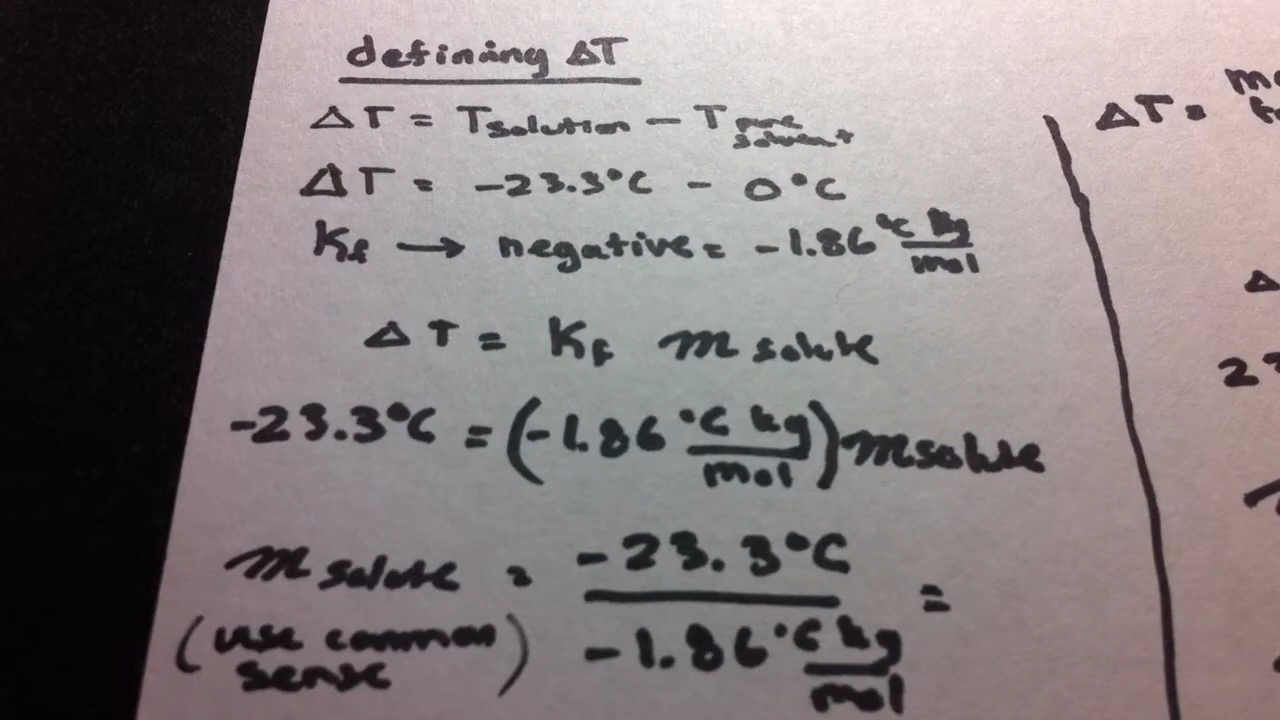 defining ΔT
ΔT = Tsolution - Tpure solvent
ΔT = -23.3°C - 0°C
Kf → negative = -1.86 °C kg/mol
ΔT = Kf m solute
-23.3°C = (-1.86 °C kg/mol) m solute
m solute = -23.3°C / -1.86 °C kg/mol =
(use common sense)
ΔT =